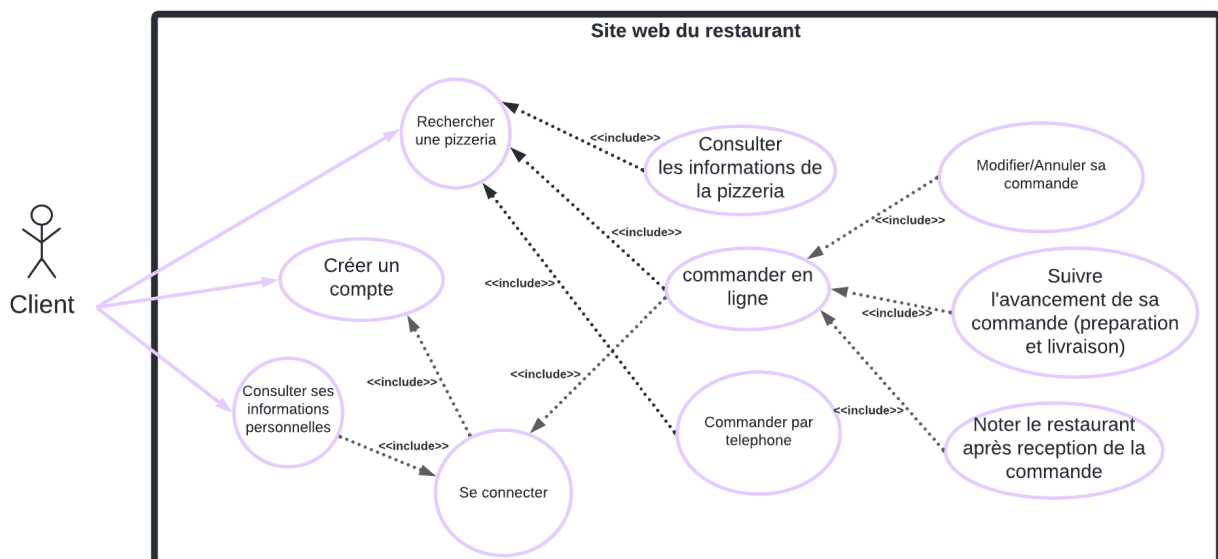 Site web du restaurant
Rechercher
une pizzeria
<<include>>
Consulter
les informations de
la pizzeria
Modifier/Annuler sa
commande
<<include>>
<<include>>
Client
Créer un
compte
<<include>>
commander en
ligne
<<include>>
Suivre
l'avancement de sa
commande (preparation
et livraison)
<<include>>
<<include>>
Consulter ses
informations
personnelles
<<include>>
Se connecter
Commander par
telephone
<<include>>
Noter le restaurant
après reception de la
commande